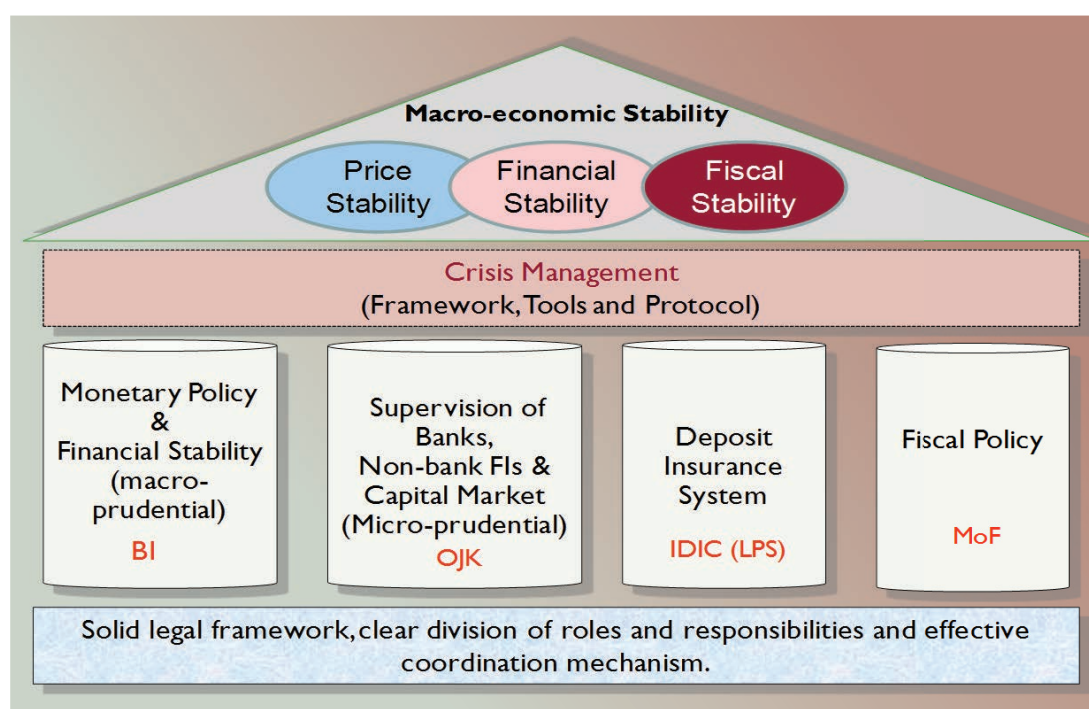 Macro-economic Stability
Price
Stability
Financial
Stability
Fiscal
Stability
Crisis Management
(Framework, Tools and Protocol)
Monetary Policy
&
Financial Stability
(macro-
prudential)
BI
Supervision of
Banks,
Non-bank FIs &
Capital Market
(Micro-prudential)
OJK
Deposit
Insurance
System
IDIC (LPS)
Fiscal Policy
MoF
Solid legal framework, clear division of roles and responsibilities and effective
coordination mechanism.